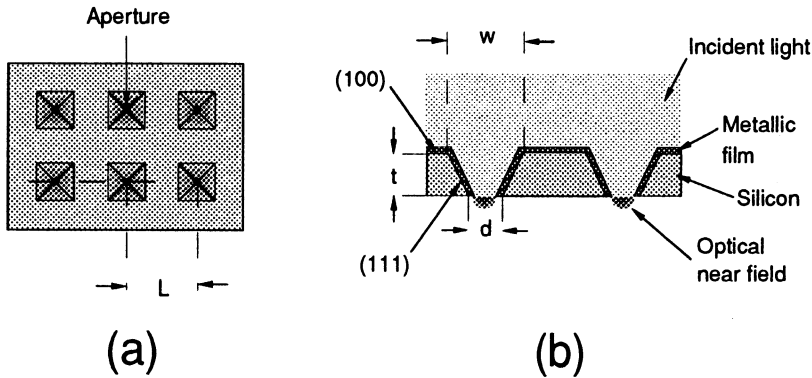 Aperture
L
(a)
w
Incident light
(100)
Metallic
film
t
Silicon
d
(111)
Optical
near field
(b)